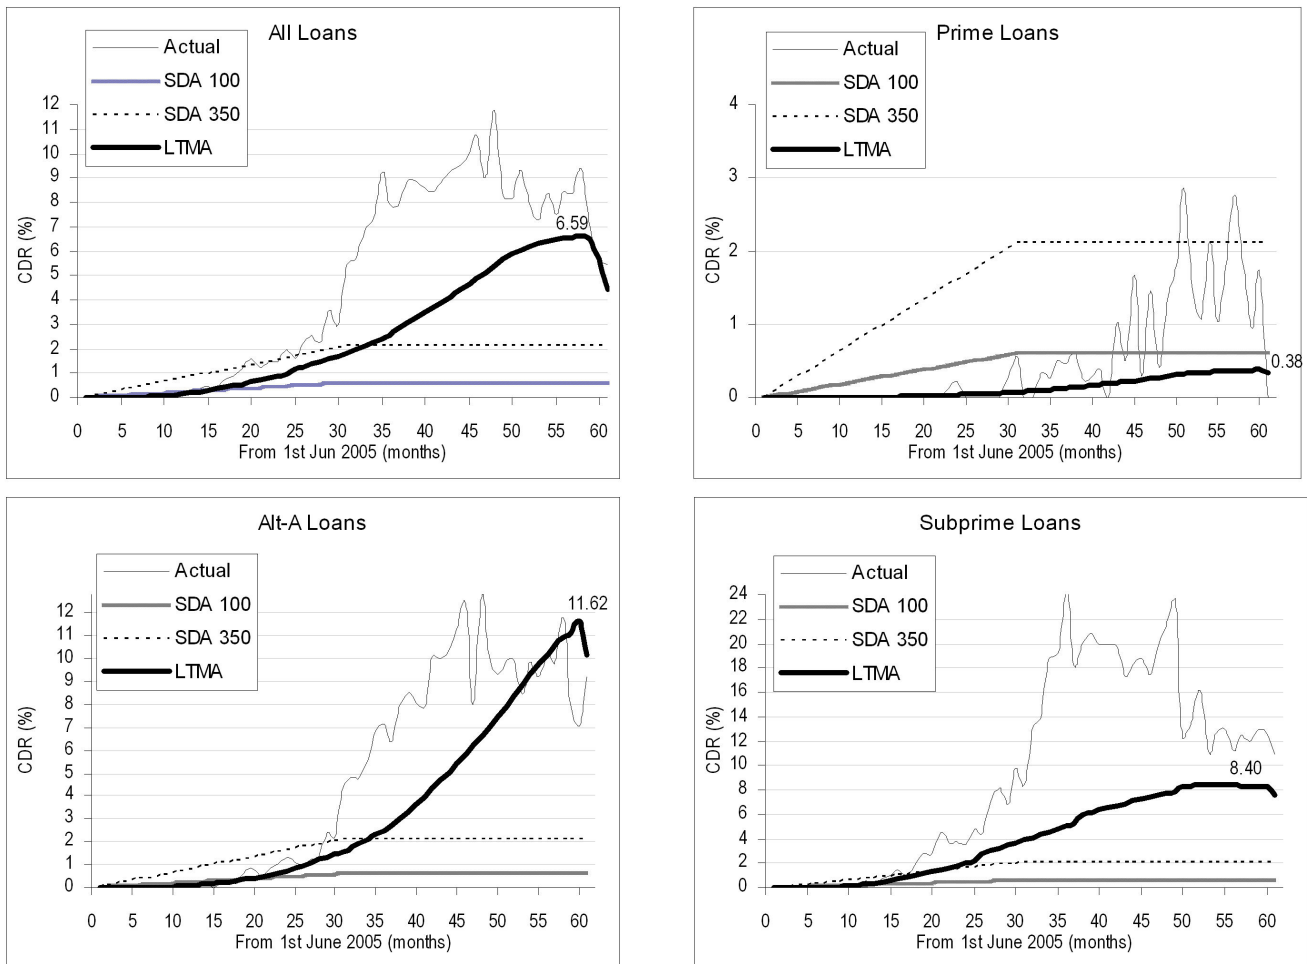 All Loans
Actual
SDA 100
SDA 350
LTMA
12
11
10
9
8
7
6
5
4
3
2
1
0
CDR (%)
6.59
0 5 10 15 20 25 30 35 40 45 50 55 60
From 1st Jun 2005 (months)
Prime Loans
Actual
SDA 100
SDA 350
LTMA
4
3
2
1
0
CDR (%)
0.38
0 5 10 15 20 25 30 35 40 45 50 55 60
From 1st June 2005 (months)
Alt-A Loans
Actual
SDA 100
SDA 350
LTMA
12
11
10
9
8
7
6
5
4
3
2
1
0
CDR (%)
11.62
0 5 10 15 20 25 30 35 40 45 50 55 60
From 1st June 2005 (months)
Subprime Loans
Actual
SDA 100
SDA 350
LTMA
24
22
20
18
16
14
12
10
8
6
4
2
0
CDR (%)
8.40
0 5 10 15 20 25 30 35 40 45 50 55 60
From 1st June 2005 (months)